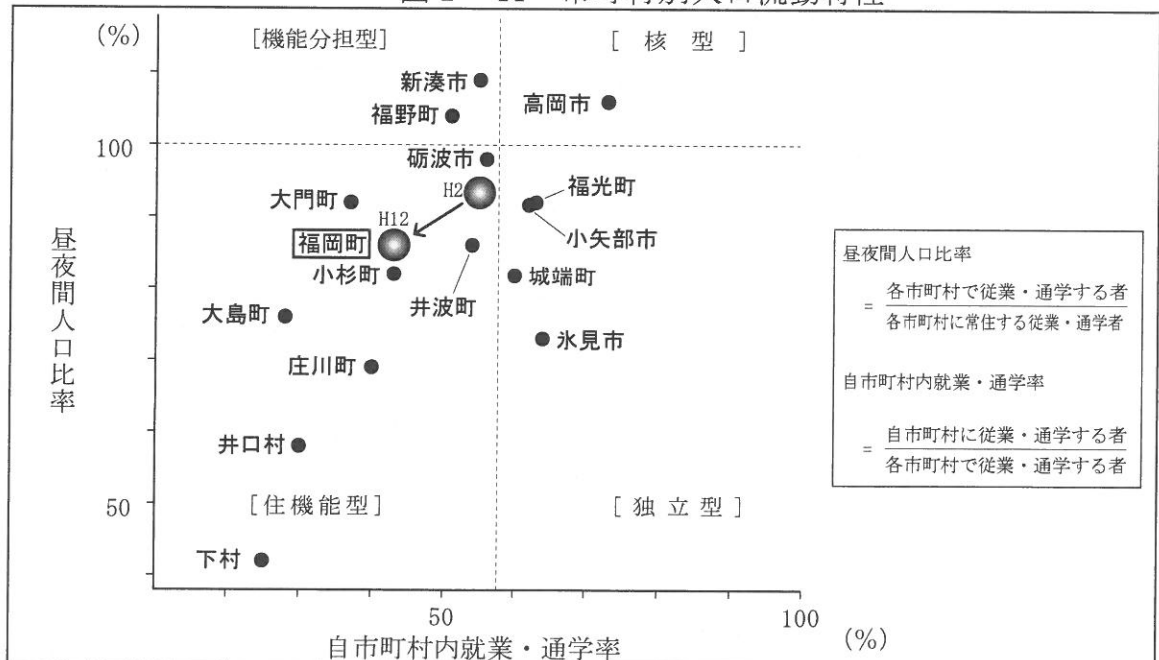 (%)
[機能分担型]
[ 核 型 ]
新湊市
高岡市
福野町
100
砺波市
H2
福光町
大門町
H12
福岡町
小矢部市
小杉町
井波町
城端町
大島町
氷見市
庄川町
井口村
50
[住機能型]
[ 独立型 ]
下村
昼夜間人口比率
50
100
自市町村内就業・通学率
(%)
昼夜間人口比率
= 各市町村で従業・通学する者
各市町村に常住する従業・通学者
自市町村内就業・通学率
= 自市町村に従業・通学する者
各市町村で従業・通学する者